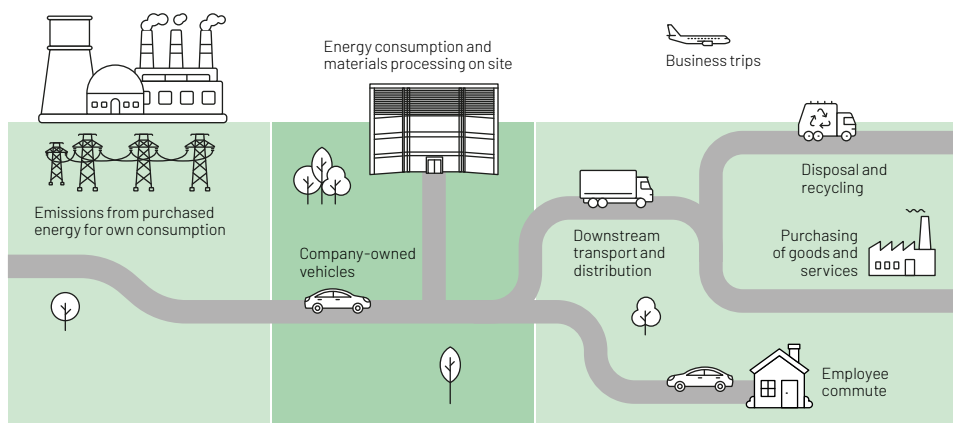 Energy consumption and
materials processing on site
Business trips
Emissions from purchased
energy for own consumption
Company-owned
vehicles
Downstream
transport and
distribution
Disposal and
recycling
Purchasing
of goods and
services
Employee
commute